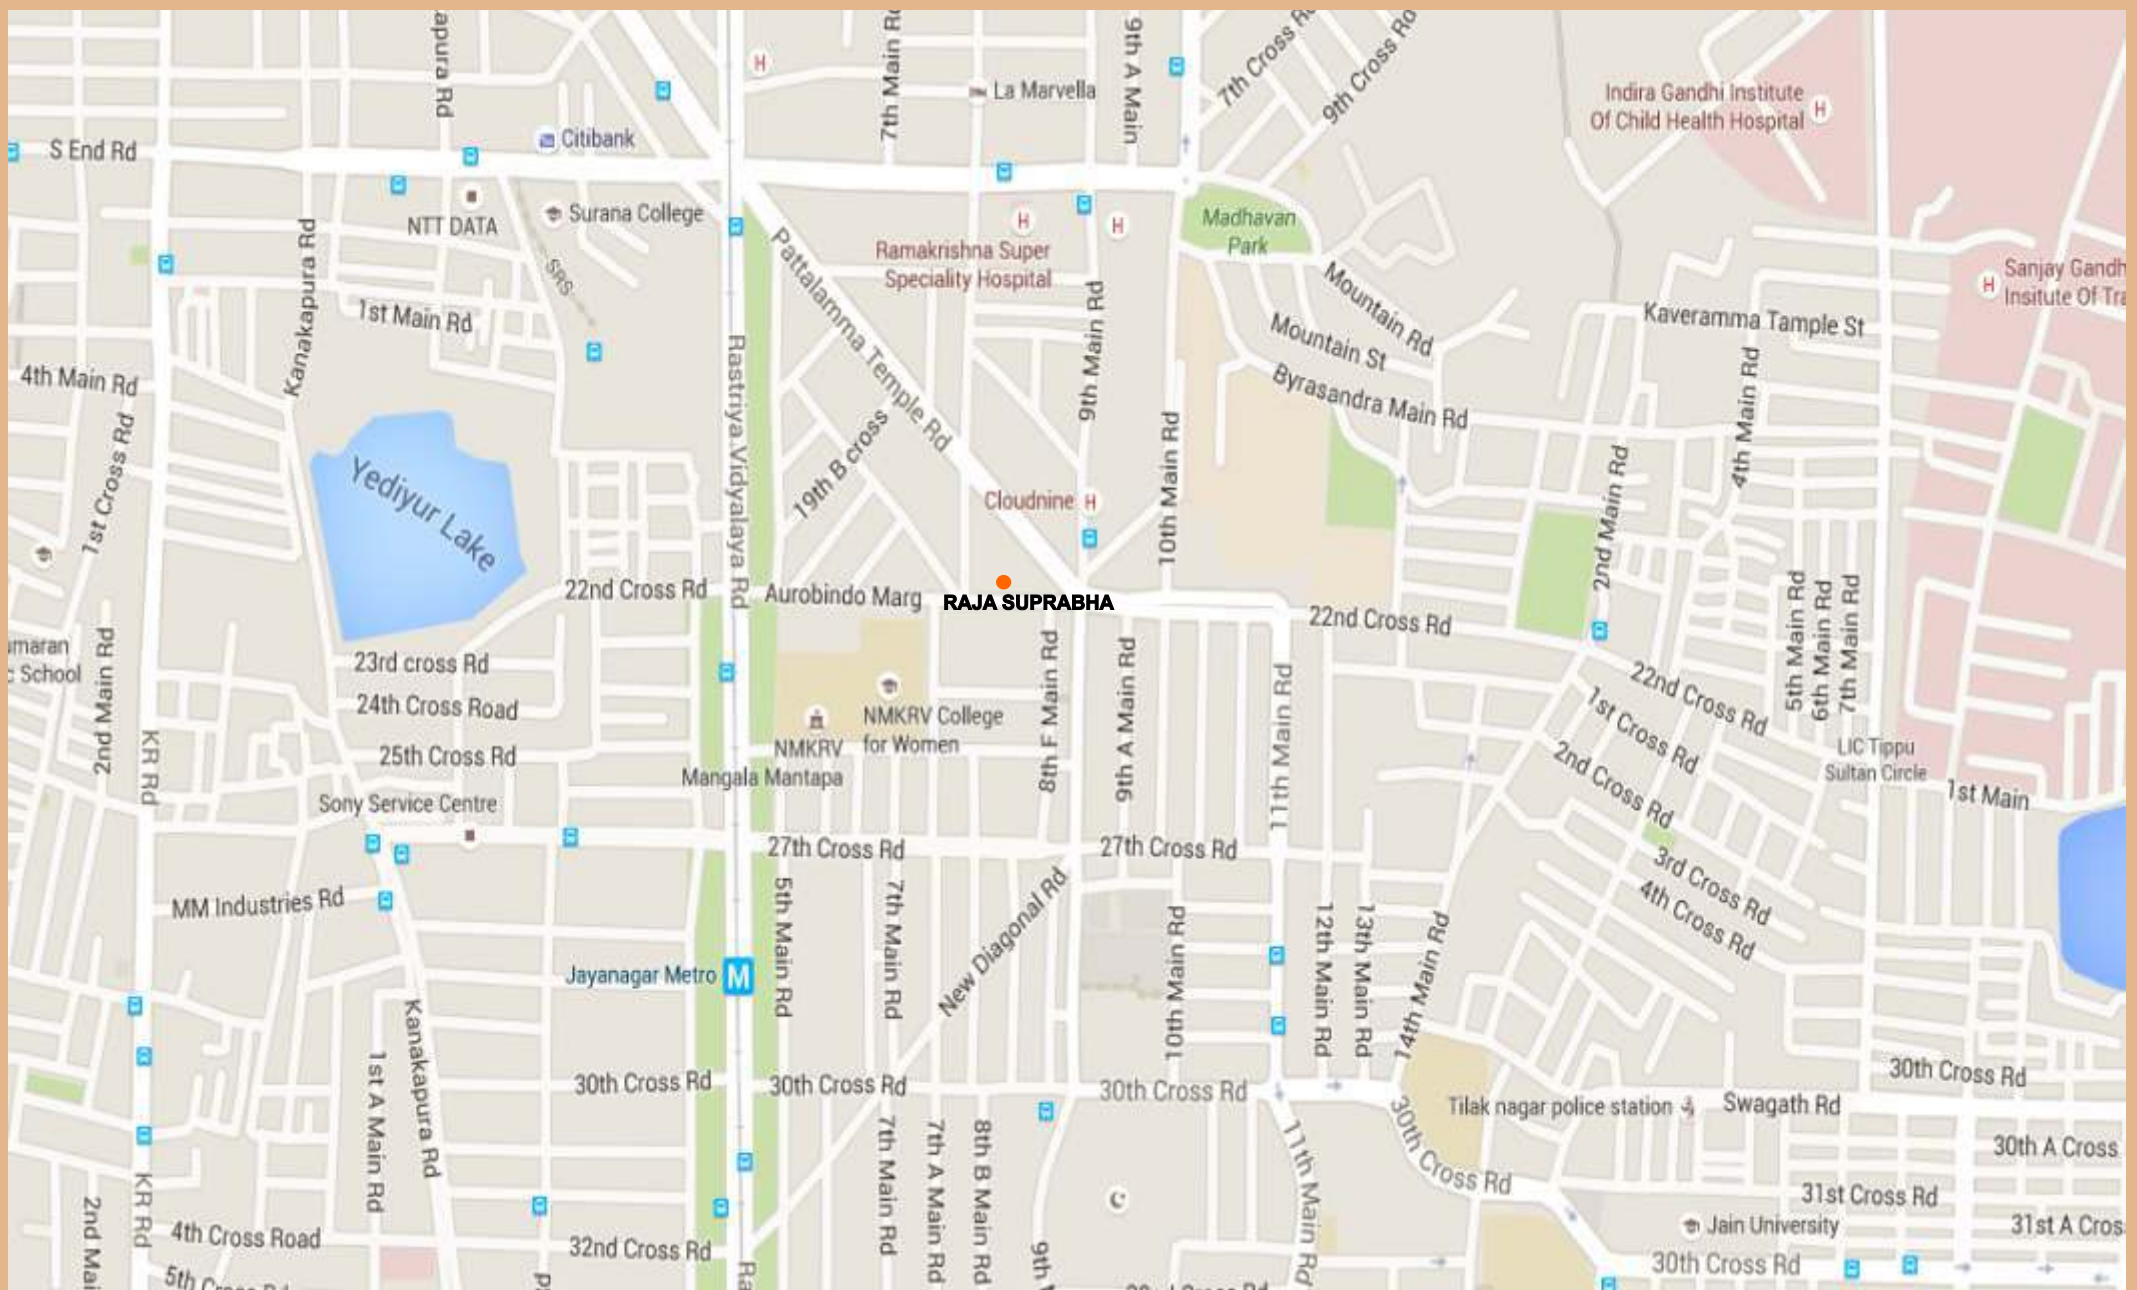 apura Rd
7th Main R
9th A Main
7th Cross R
9th Cross Ro
La Marvella
Indira Gandhi Institute
Of Child Health Hospital
H
H
Citibank
S End Rd
NTT DATA
Surana College
Madhavan
Park
H
H
Ramakrishna Super
Speciality Hospital
Kanakapura Rd
SRS
Pattalamma Temple Rd
Mountain Rd
Sanjay Gandh
Insitute Of Tra
H
1st Main Rd
9th Main Rd
Mountain St
Kaveramma Tample St
4th Main Rd
Rastriya Vidyalaya Rd
Byrasandra Main Rd
4th Main Rd
1st Cross Rd
Yediyur Lake
19th B cross
10th Main Rd
Cloudnine
H
2nd Main Rd
22nd Cross Rd
Aurobindo Marg
RAJA SUPRABHA
22nd Cross Rd
5th Main Rd
6th Main Rd
7th Main Rd
maran
School
2nd Main Rd
23rd cross Rd
8th F Main Rd
9th A Main Rd
11th Main Rd
22nd Cross Rd
24th Cross Road
NMKRV College
for Women
1st Cross Rd
KR Rd
25th Cross Rd
NMKRV
Mangala Mantapa
2nd Cross Rd
LIC Tippu
Sultan Circle
1st Main
Sony Service Centre
27th Cross Rd
27th Cross Rd
3rd Cross Rd
4th Cross Rd
MM Industries Rd
5th Main Rd
7th Main Rd
New Diagonal Rd
10th Main Rd
12th Main Rd
13th Main Rd
14th Main Rd
Jayanagar Metro
M
Kanakapura Rd
1st A Main Rd
30th Cross Rd
30th Cross Rd
30th Cross Rd
30th Cross Rd
30th Cross Rd
Tilak nagar police station
Swagath Rd
7th Main Rd
7th A Main Rd
8th B Main Rd
11th Main Rd
30th A Cross
KR Rd
31st Cross Rd
2nd Mai
4th Cross Road
32nd Cross Rd
9th
Jain University
31st A Cros
30th Cross Rd
5th
Ra